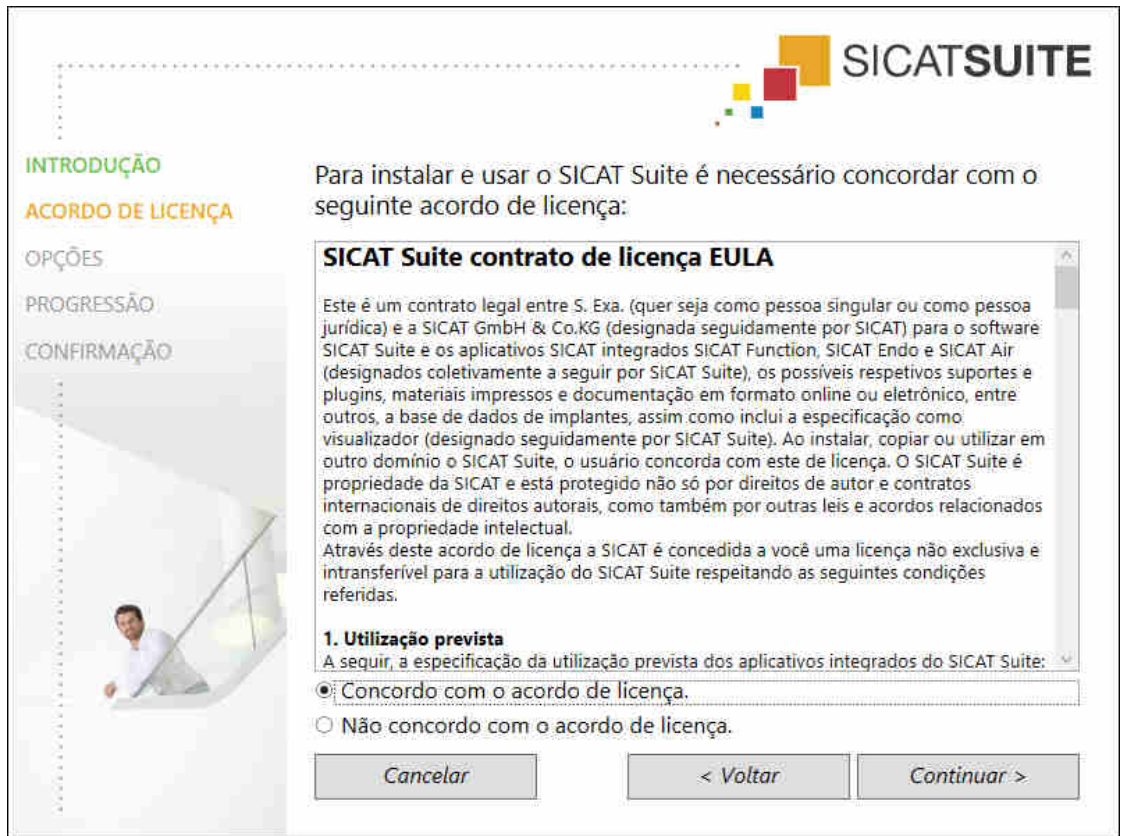 SICATSUITE
INTRODUÇÃO
ACORDO DE LICENÇA
OPÇÕES
PROGRESSÃO
CONFIRMAÇÃO
Para instalar e usar o SICAT Suite é necessário concordar com o
seguinte acordo de licença:
SICAT Suite contrato de licença EULA
Este é um contrato legal entre S. Exa. (quer seja como pessoa singular ou como pessoa
jurídica) e a SICAT GmbH & Co.KG (designada seguidamente por SICAT) para o software
SICAT Suite e os aplicativos SICAT integrados SICAT Function, SICAT Endo e SICAT Air
(designados coletivamente a seguir por SICAT Suite), os possíveis respetivos suportes e
plugins, materiais impressos e documentação em formato online ou eletrônico, entre
outros, a base de dados de implantes, assim como inclui a especificação como
visualizador (designado seguidamente por SICAT Suite). Ao instalar, copiar ou utilizar em
outro domínio o SICAT Suite, o usuário concorda com este de licença. O SICAT Suite é
propriedade da SICAT e está protegido não só por direitos de autor e contratos
internacionais de direitos autorais, como também por outras leis e acordos relacionados
com a propriedade intelectual.
Através deste acordo de licença a SICAT é concedida a você uma licença não exclusiva e
intransferível para a utilização do SICAT Suite respeitando as seguintes condições
referidas.
1. Utilização prevista
A seguir, a especificação da utilização prevista dos aplicativos integrados do SICAT Suite:
Concordo com o acordo de licença.
Não concordo com o acordo de licença.
Cancelar
< Voltar
Continuar >